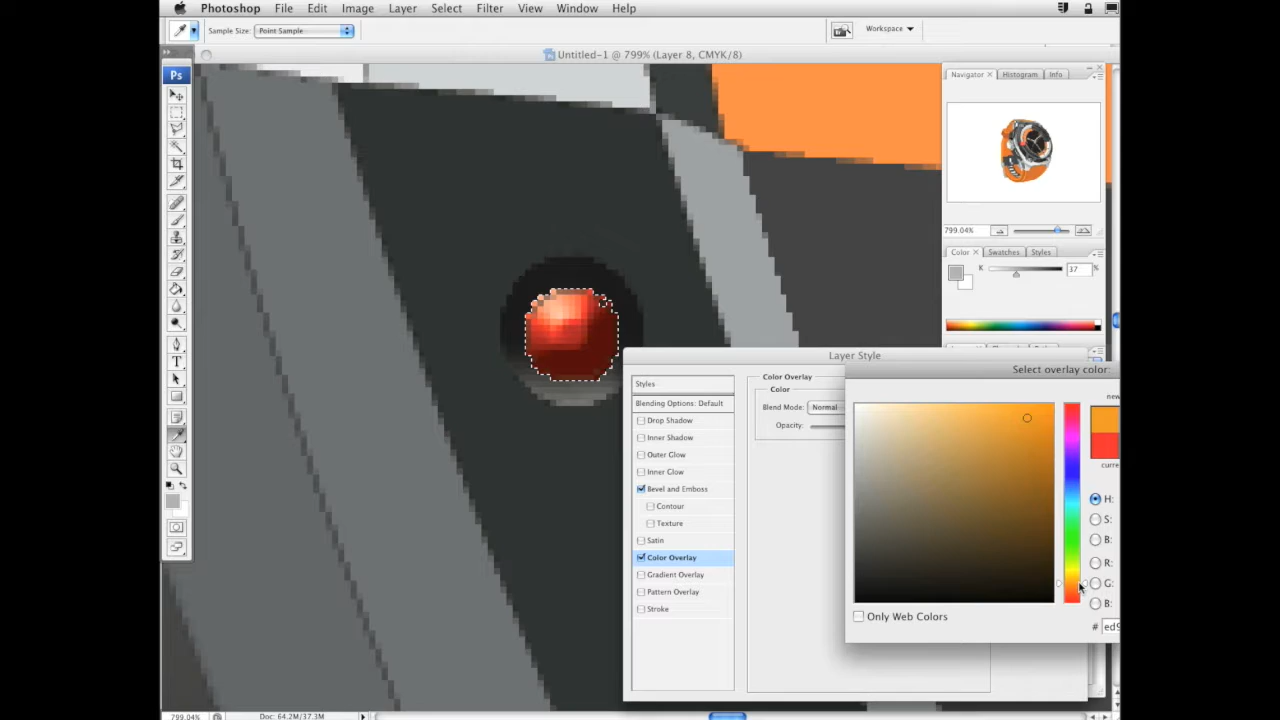 Photoshop File Edit Image Layer Select Filter View Window Help
Sample Size: Point Sample Workspace
Untitled-1 @ 799% (Layer 8, CMYK/8)
Ps
Navigator Histogram Info
799.04%
Color Swatches Styles
K 37 %
Layer Style
Select overlay color:
Styles
Blending Options: Default
Drop Shadow
Inner Shadow
Outer Glow
Inner Glow
Bevel and Emboss
Contour
Texture
Satin
Color Overlay
Gradient Overlay
Pattern Overlay
Stroke
Color Overlay
Color
Blend Mode: Normal
Opacity:
new
curre
H:
S:
B:
R:
G:
B:
# ed9
Only Web Colors
799.04% Doc: 64.2M/37.3M